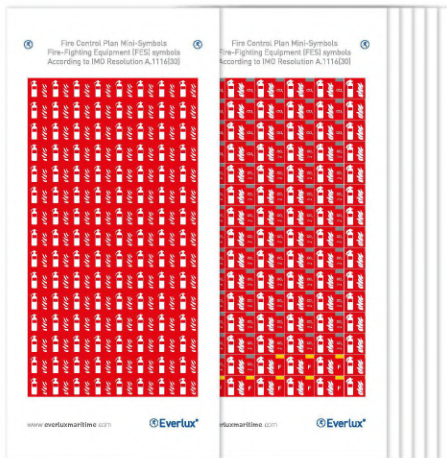 Fire Control Plan Mini-Symbols
Fire-Fighting Equipment (FES) symbols
According to IMO Resolution A.1116(30)
Fire Control Plan Mini-Symbols
Fire-Fighting Equipment (FES) symbols
According to IMO Resolution A.1116(30)
F F F
F F F
www.everluxmaritime.com
Everlux®
www.everluxmaritime.com
Everlux®